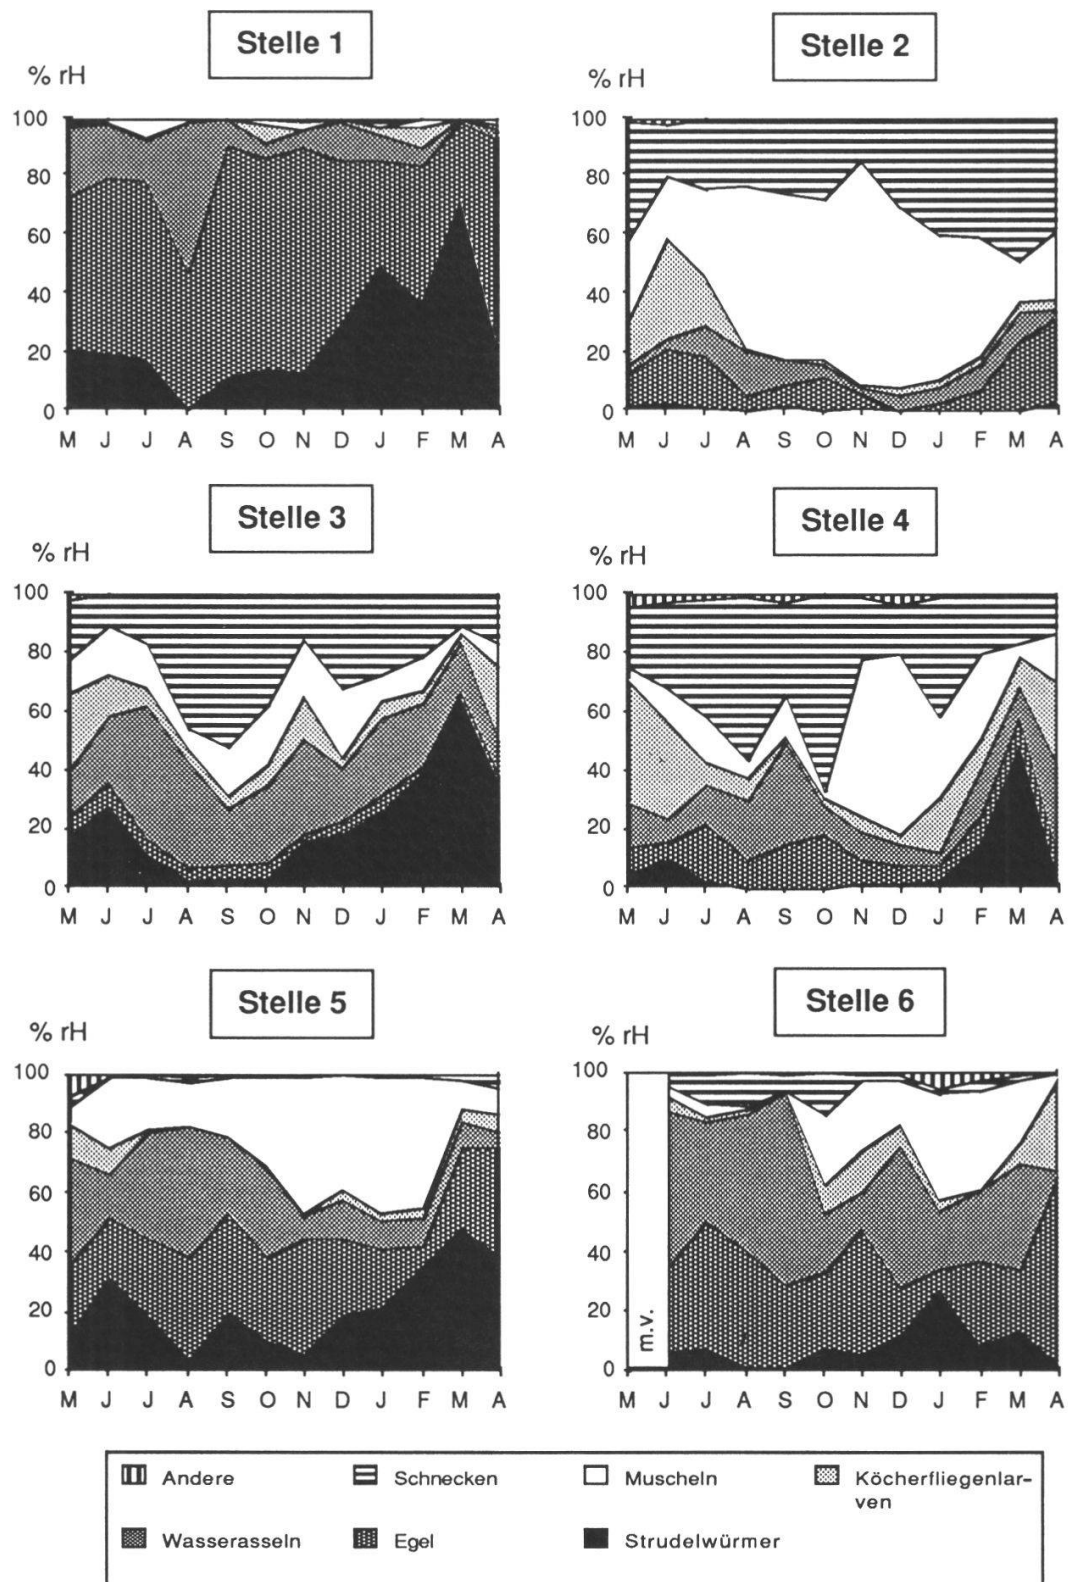 Stelle 1
Stelle 2
% rH
% rH
100
80
60
40
20
0
M J J A S O N D J F M A
100
80
60
40
20
0
M J J A S O N D J F M A
Stelle 3
Stelle 4
% rH
% rH
100
80
60
40
20
0
M J J A S O N D J F M A
100
80
60
40
20
0
M J J A S O N D J F M A
Stelle 5
Stelle 6
% rH
% rH
100
80
60
40
20
0
M J J A S O N D J F M A
100
80
60
40
20
0
m.v.
M J J A S O N D J F M A
Andere
Schnecken
Muscheln
Köcherfliegenlar-
ven
Wasserasseln
Egel
Strudelwürmer